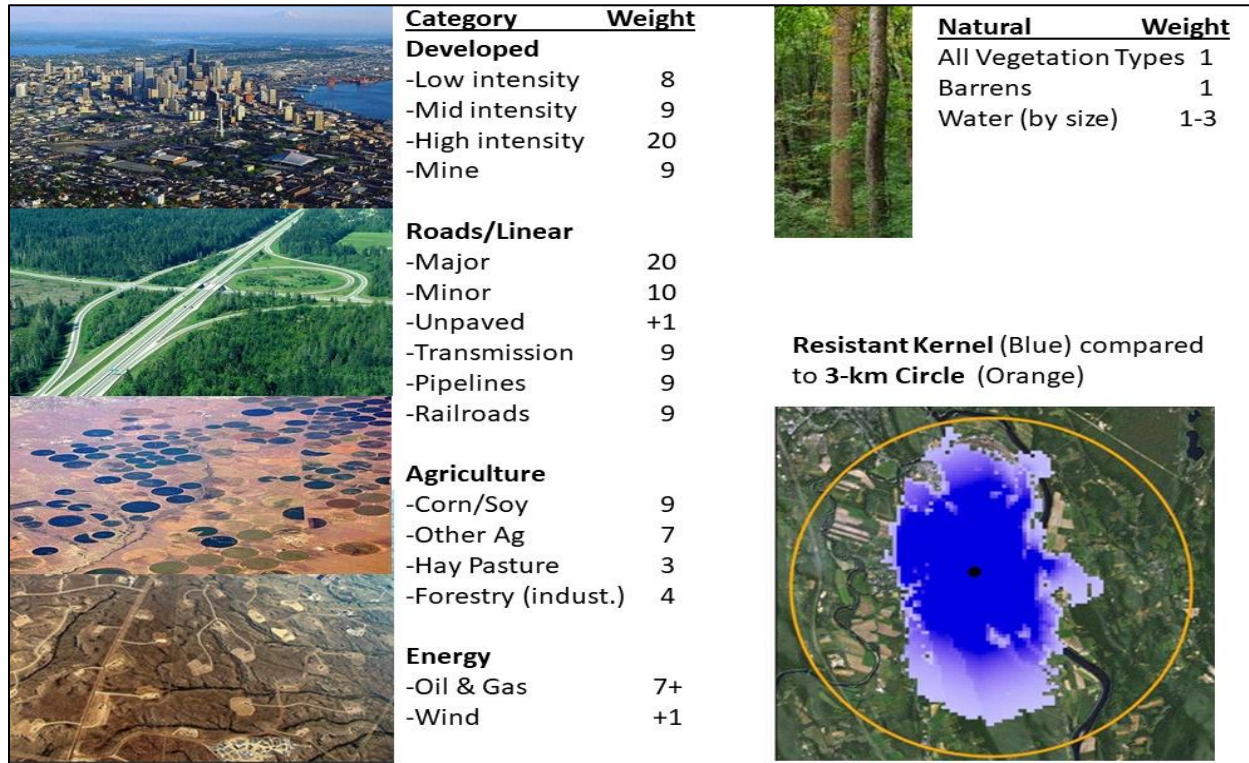 Category Weight
Developed
-Low intensity 8
-Mid intensity 9
-High intensity 20
-Mine 9
Roads/Linear
-Major 20
-Minor 10
-Unpaved +1
-Transmission 9
-Pipelines 9
-Railroads 9
Agriculture
-Corn/Soy 9
-Other Ag 7
-Hay Pasture 3
-Forestry (indust.) 4
Energy
-Oil & Gas 7+
-Wind +1
Natural Weight
All Vegetation Types 1
Barrens 1
Water (by size) 1-3
Resistant Kernel (Blue) compared
to 3-km Circle (Orange)